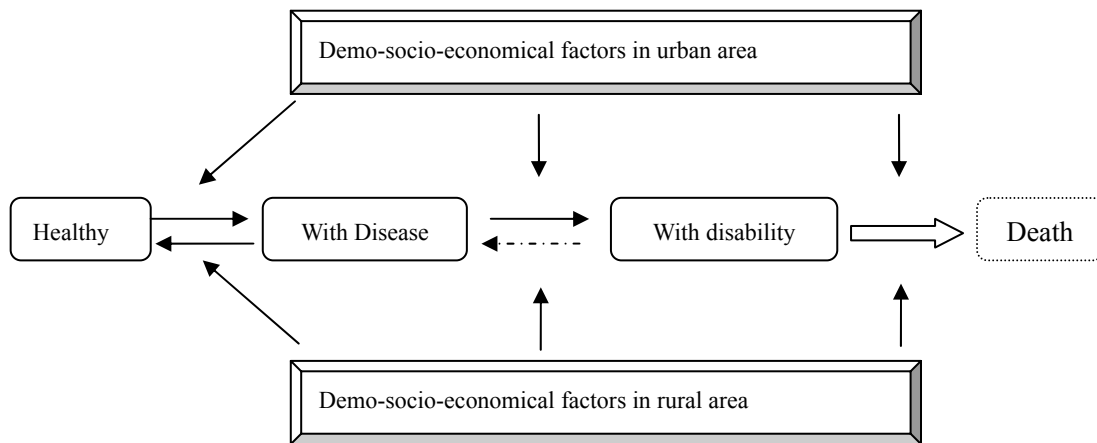 Demo-socio-economical factors in urban area
Healthy
With Disease
With disability
Death
Demo-socio-economical factors in rural area